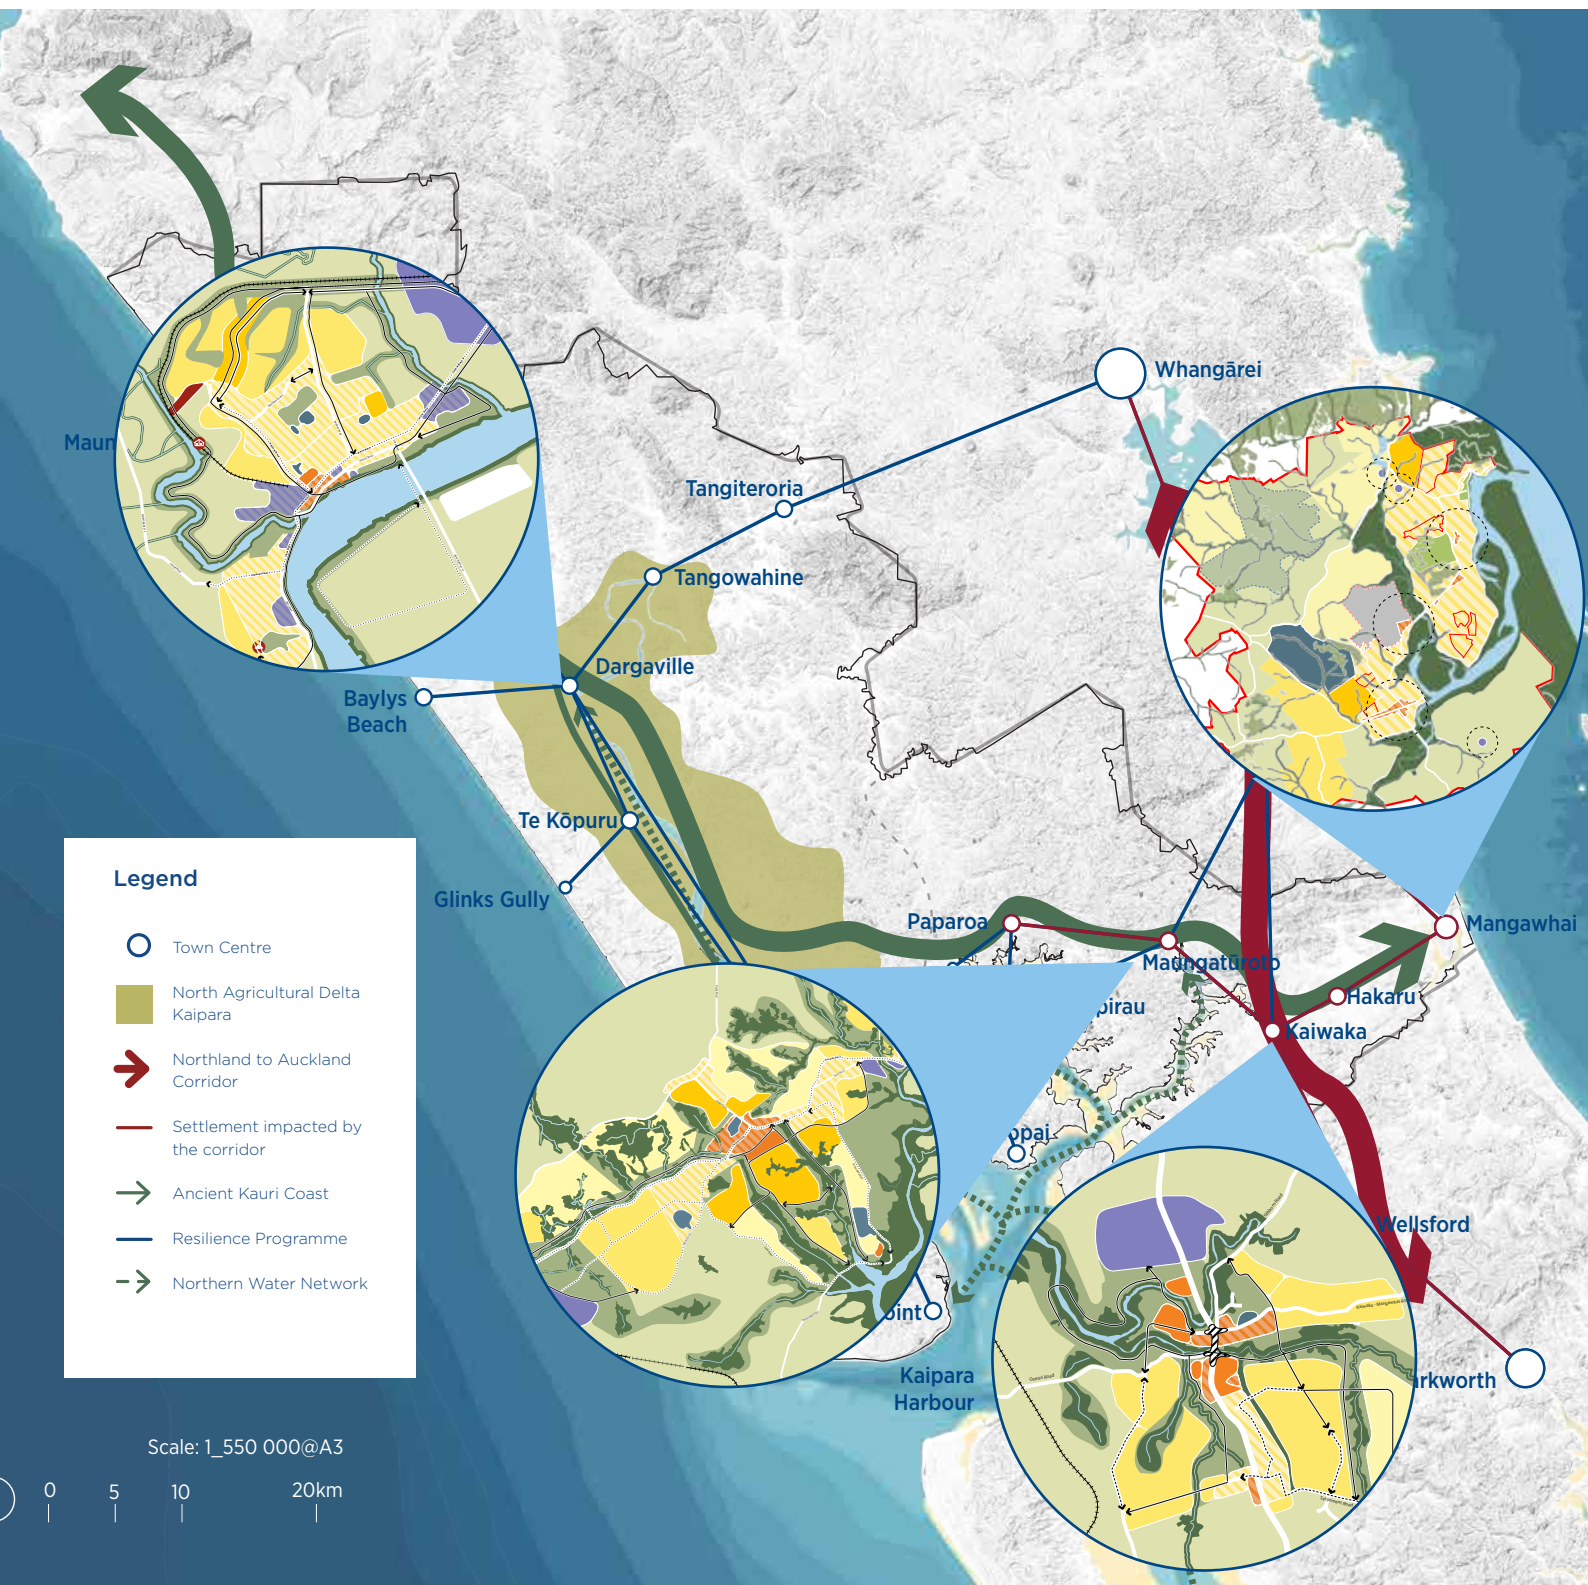 Whangārei
Maun
Tangiteroria
Tangowahine
Dargaville
Baylys
Beach
Te Kōpuru
Glinks Gully
Paparoa
Mangawhai
Maungatūroto
Hakaru
pirau
Kaiwaka
opai
Wellsford
oint
Kaipara
Harbour
arkworth
Legend
Town Centre
North Agricultural Delta
Kaipara
Northland to Auckland
Corridor
Settlement impacted by
the corridor
Ancient Kauri Coast
Resilience Programme
Northern Water Network
Scale: 1_550 000@A3
0 5 10 20km